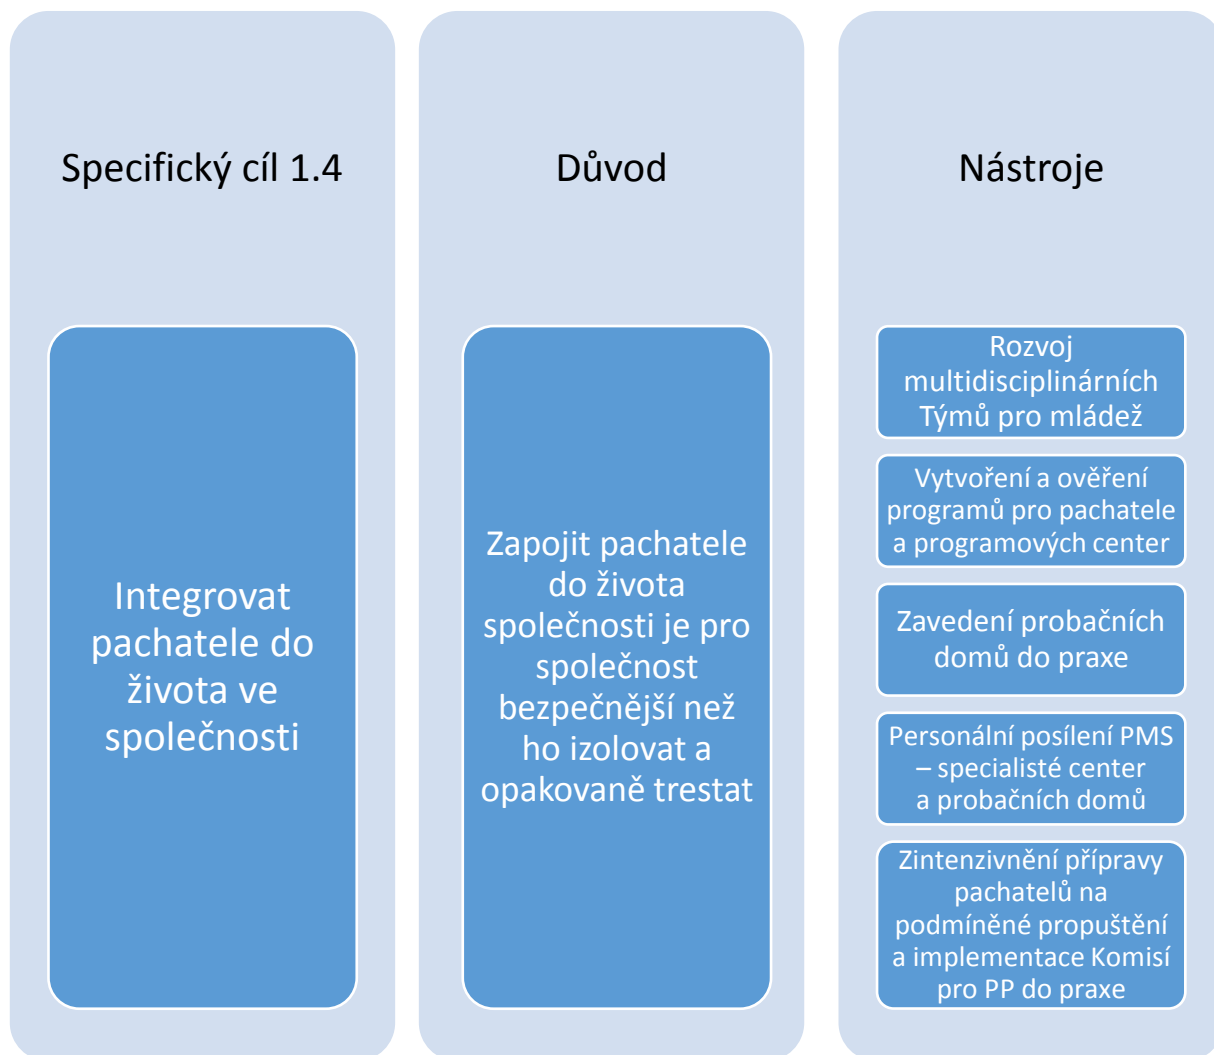 Specifický cíl 1.4
Integrovat
pachatele do
života ve
společnosti
Důvod
Zapojit pachatele
do života
společnosti je pro
společnost
bezpečnější než
ho izolovat a
opakovaně trestat
Nástroje
Rozvoj
multidisciplinárních
Týmů pro mládež
Vytvoření a ověření
programů pro pachatele
a programových center
Zavedení probačních
domů do praxe
Personální posílení PMS
– specialisté center
a probačních domů
Zintenzivnění přípravy
pachatelů na
podmíněné propuštění
a implementace Komisí
pro PP do praxe